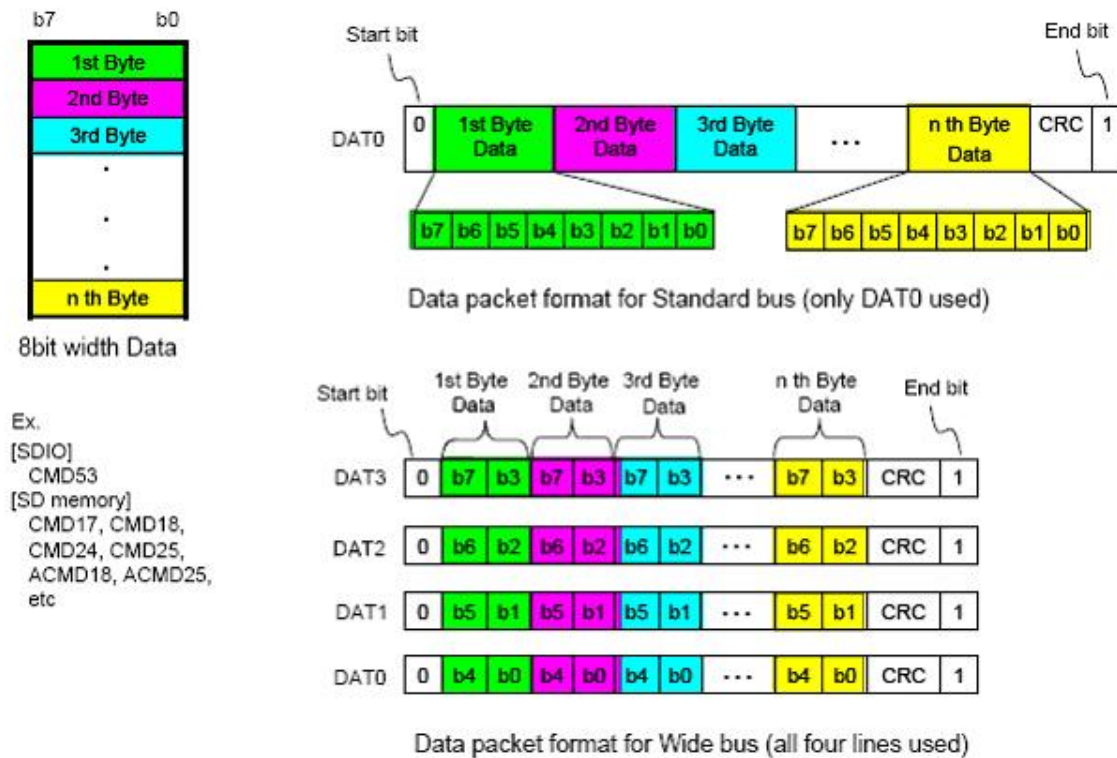 b7 b0
1st Byte
2nd Byte
3rd Byte
.
.
.
n th Byte
8bit width Data
Ex.
[SDIO]
CMD53
[SD memory]
CMD17, CMD18,
CMD24, CMD25,
ACMD18, ACMD25,
etc
Start bit
End bit
DAT0 0 1st Byte Data 2nd Byte Data 3rd Byte Data ... n th Byte Data CRC 1
b7 b6 b5 b4 b3 b2 b1 b0
b7 b6 b5 b4 b3 b2 b1 b0
Data packet format for Standard bus (only DAT0 used)
Start bit
1st Byte Data
2nd Byte Data
3rd Byte Data
n th Byte Data
End bit
DAT3 0 b7 b3 b7 b3 b7 b3 ... b7 b3 CRC 1
DAT2 0 b6 b2 b6 b2 b6 b2 ... b6 b2 CRC 1
DAT1 0 b5 b1 b5 b1 b5 b1 ... b5 b1 CRC 1
DAT0 0 b4 b0 b4 b0 b4 b0 ... b4 b0 CRC 1
Data packet format for Wide bus (all four lines used)